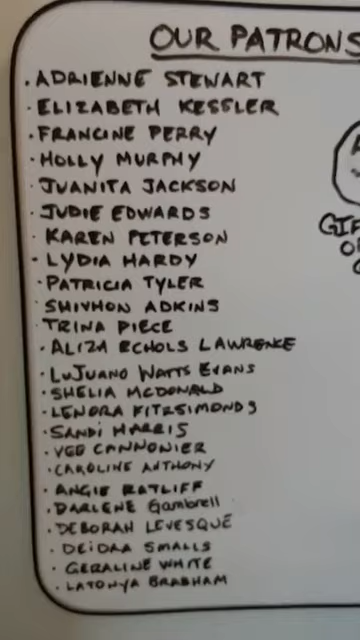 OUR PATRONS
· ADRIENNE STEWART
· ELIZABETH KESSLER
· FRANCINE PERRY
· HOLLY MURPHY
· JUANITA JACKSON
· JUDIE EDWARDS
· KAREN PETERSON
· LYDIA HARDY
· PATRICIA TYLER
· SHIVHON ADKINS
· TRINA PIECE
· ALIZA ECHOLS LAWRENCE
· LUJUANO WATTS EVANS
· SHELIA MCDONALD
· LENORA FITZSIMONDS
· SANDI HARRIS
· VEE CANNONIER
· CAROLINE ANTHONY
· ANGIE RATLIFF
· DARLENE Gambrell
· DEBORAH LEVESQUE
· DEIDRA SMALLS
· GERALINE WHITE
· LATONYA BRABHAM